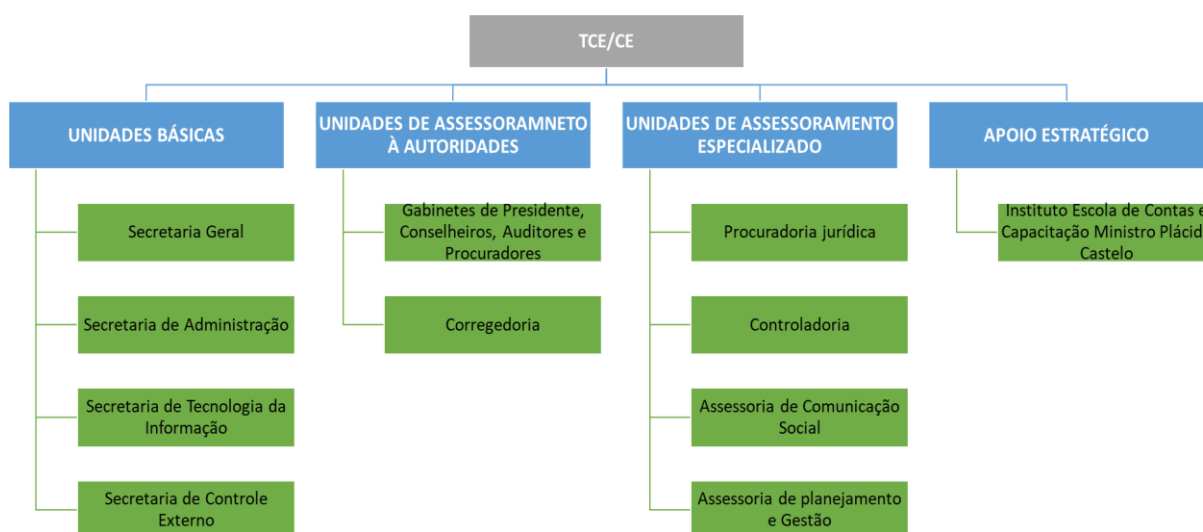 TCE/CE
UNIDADES BÁSICAS
Secretaria Geral
Secretaria de Administração
Secretaria de Tecnologia da
Informação
Secretaria de Controle
Externo
UNIDADES DE ASSESSORAMNETO
À AUTORIDADES
Gabinetes de Presidente,
Conselheiros, Auditores e
Procuradores
Corregedoria
UNIDADES DE ASSESSORAMENTO
ESPECIALIZADO
Procuradoria jurídica
Controladoria
Assessoria de Comunicação
Social
Assessoria de planejamento
e Gestão
APOIO ESTRATÉGICO
Instituto Escola de Contas e
Capacitação Ministro Plácid
Castelo